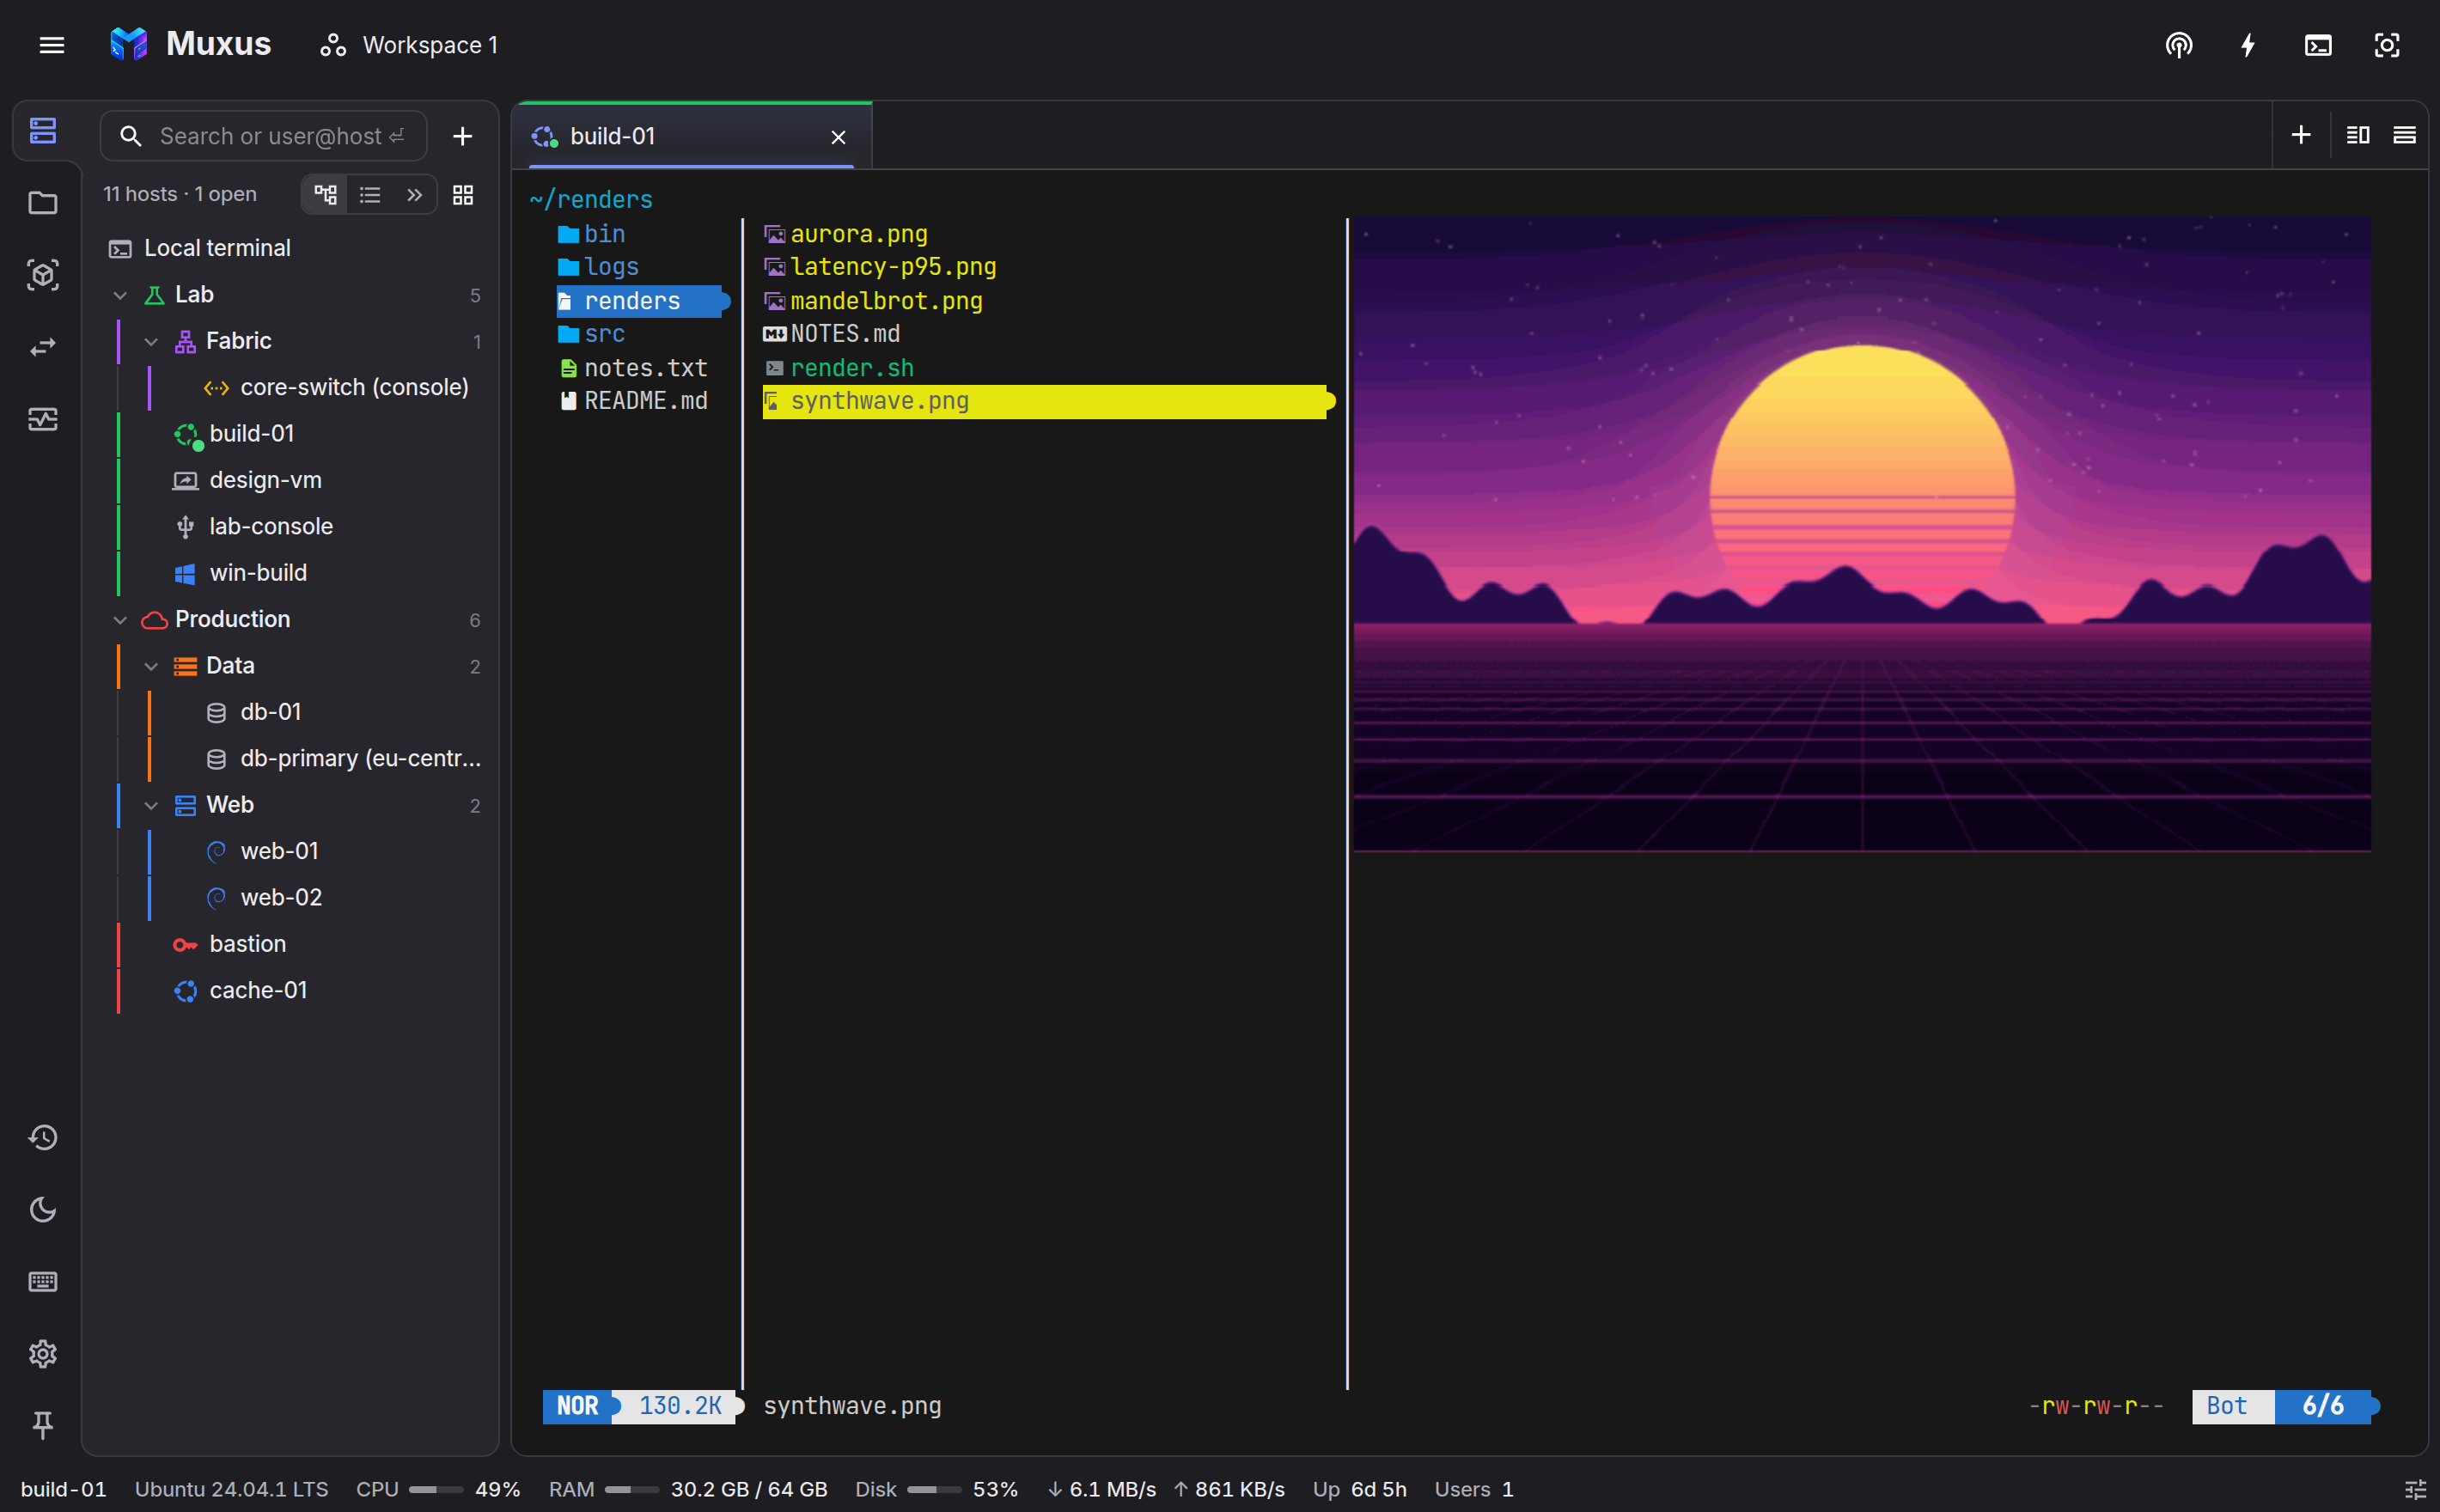 Muxus
Workspace 1
Search or user@host
11 hosts · 1 open
Local terminal
Lab 5
Fabric 1
core-switch (console)
build-01
design-vm
lab-console
win-build
Production 6
Data 2
db-01
db-primary (eu-centr...
Web 2
web-01
web-02
bastion
cache-01
build-01
~/renders
bin
logs
renders
src
notes.txt
README.md
aurora.png
latency-p95.png
mandelbrot.png
NOTES.md
render.sh
synthwave.png
NOR 130.2K synthwave.png -rw-rw-r-- Bot 6/6
build-01 Ubuntu 24.04.1 LTS CPU 49% RAM 30.2 GB / 64 GB Disk 53% ↓ 6.1 MB/s ↑ 861 KB/s Up 6d 5h Users 1